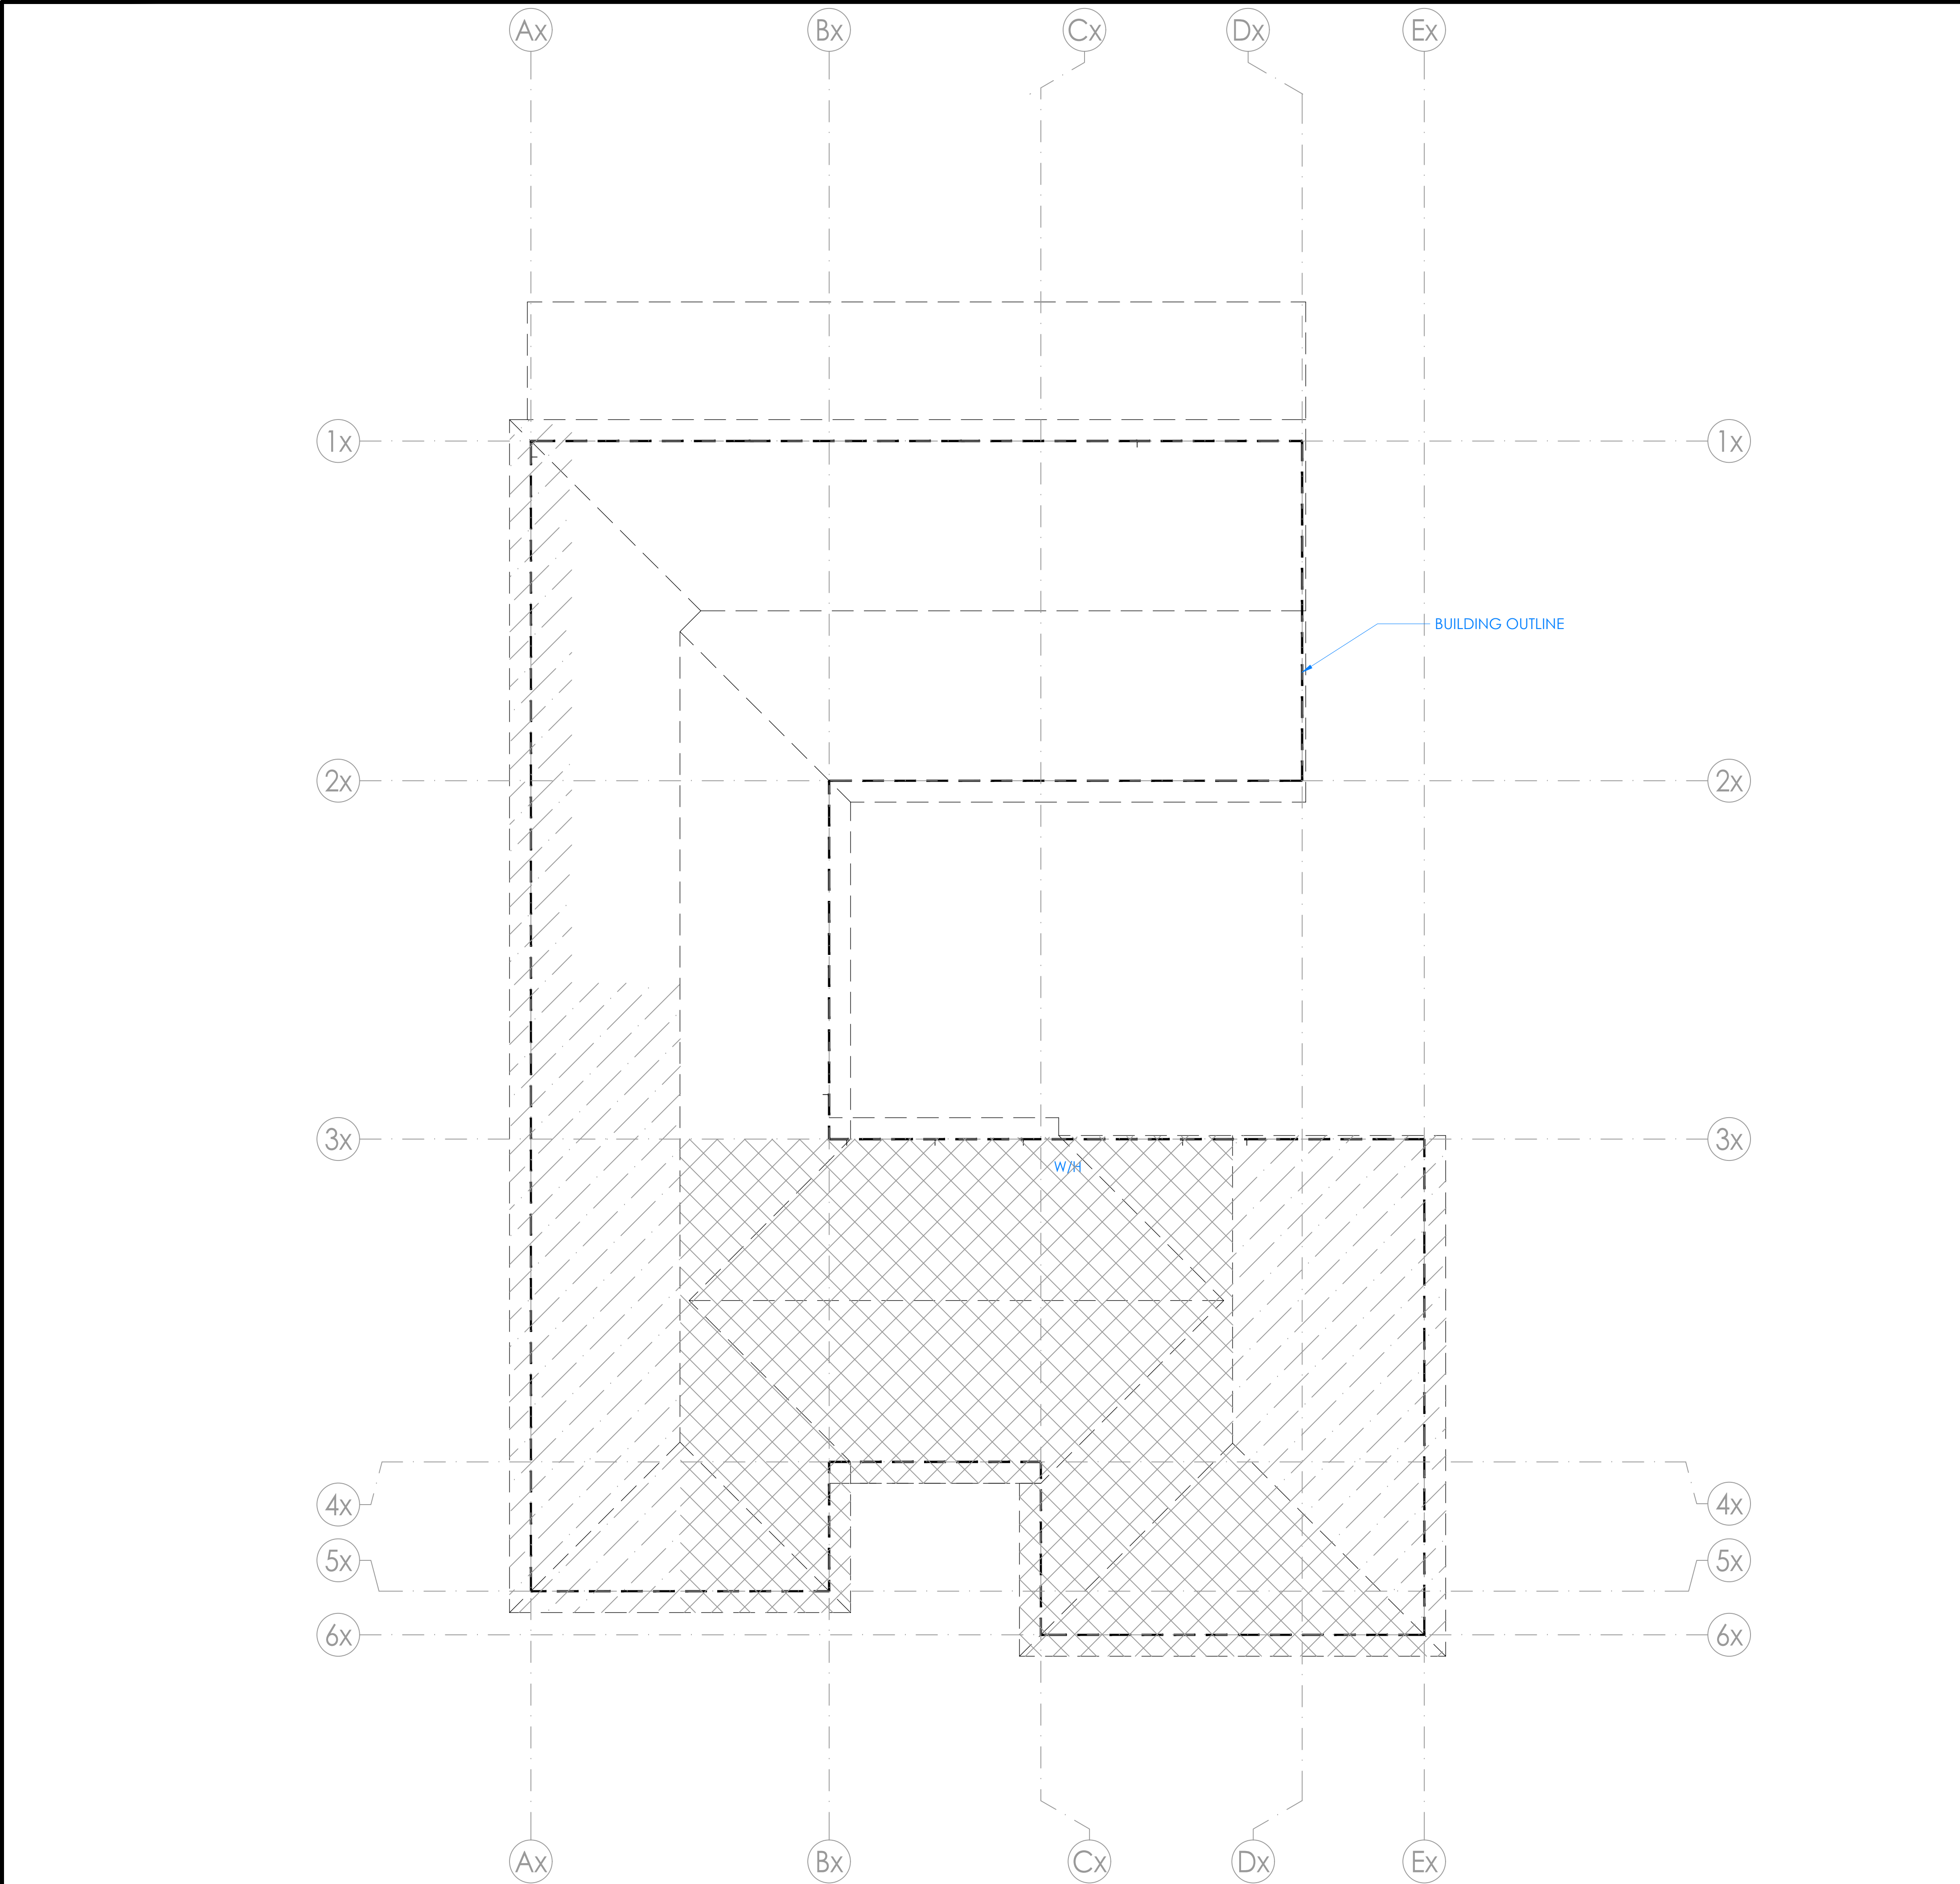 Ax Bx Cx Dx Ex
1x 1x
BUILDING OUTLINE
2x 2x
3x 3x
W/H
4x 4x
5x 5x
6x 6x
Ax Bx Cx Dx Ex